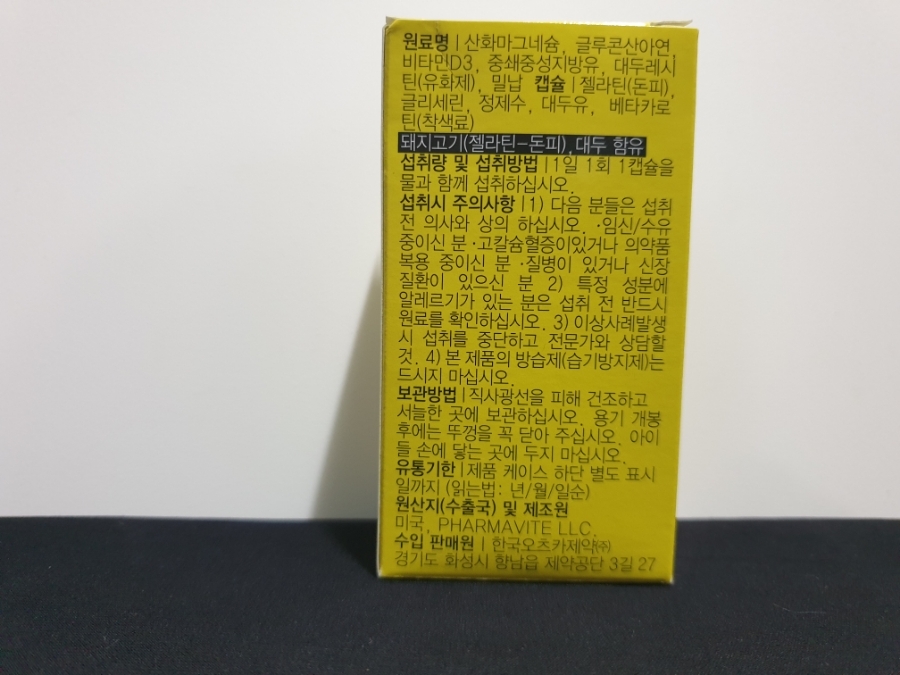 원료명 | 산화마그네슘, 글루콘산아연,
비타민D3, 중쇄중성지방유, 대두레시
틴(유화제), 밀납 캡슐 | 젤라틴(돈피),
글리세린, 정제수, 대두유, 베타카로
틴(착색료)
돼지고기(젤라틴-돈피), 대두 함유
섭취량 및 섭취방법 | 1일 1회 1캡슐을
물과 함께 섭취하십시오.
섭취시 주의사항 | 1) 다음 분들은 섭취
전 의사와 상의 하십시오. ·임신/수유
중이신 분 ·고칼슘혈증이있거나 의약품
복용 중이신 분 ·질병이 있거나 신장
질환이 있으신 분 2) 특정 성분에
알레르기가 있는 분은 섭취 전 반드시
원료를 확인하십시오. 3) 이상사례발생
시 섭취를 중단하고 전문가와 상담할
것. 4) 본 제품의 방습제(습기방지제)는
드시지 마십시오.
보관방법 | 직사광선을 피해 건조하고
서늘한 곳에 보관하십시오. 용기 개봉
후에는 뚜껑을 꼭 닫아 주십시오. 아이
들 손에 닿는 곳에 두지 마십시오.
유통기한 | 제품 케이스 하단 별도 표시
일까지 (읽는법: 년/월/일순)
원산지(수출국) 및 제조원
미국, PHARMAVITE LLC.
수입 판매원 | 한국오츠카제약㈜
경기도 화성시 향남읍 제약공단 3길 27